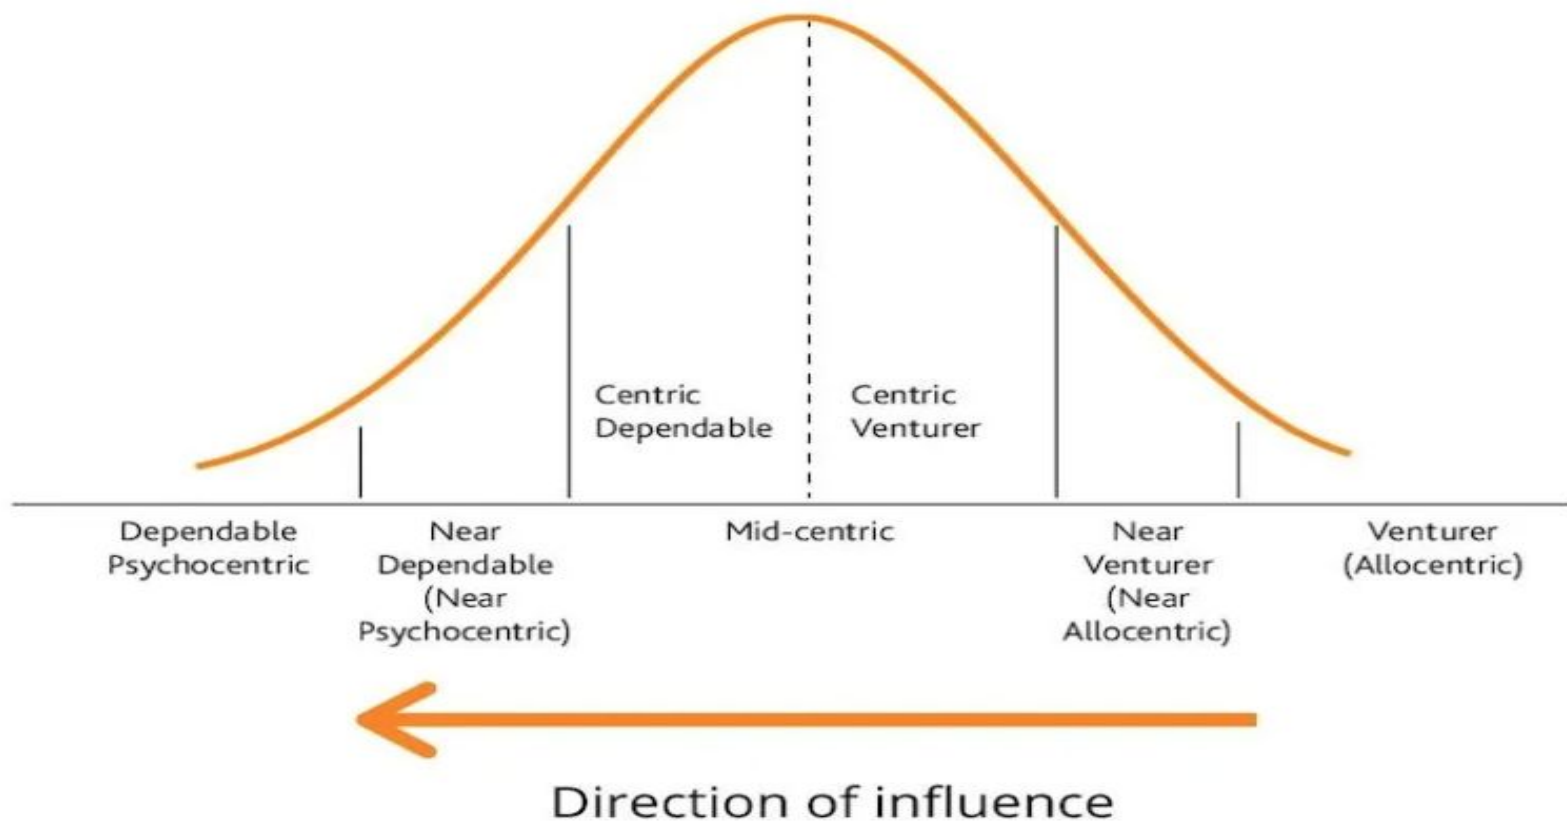 Centric
Dependable
Centric
Venturer
Dependable
Psychocentric
Near
Dependable
(Near
Psychocentric)
Mid-centric
Near
Venturer
(Near
Allocentric)
Venturer
(Allocentric)
Direction of influence